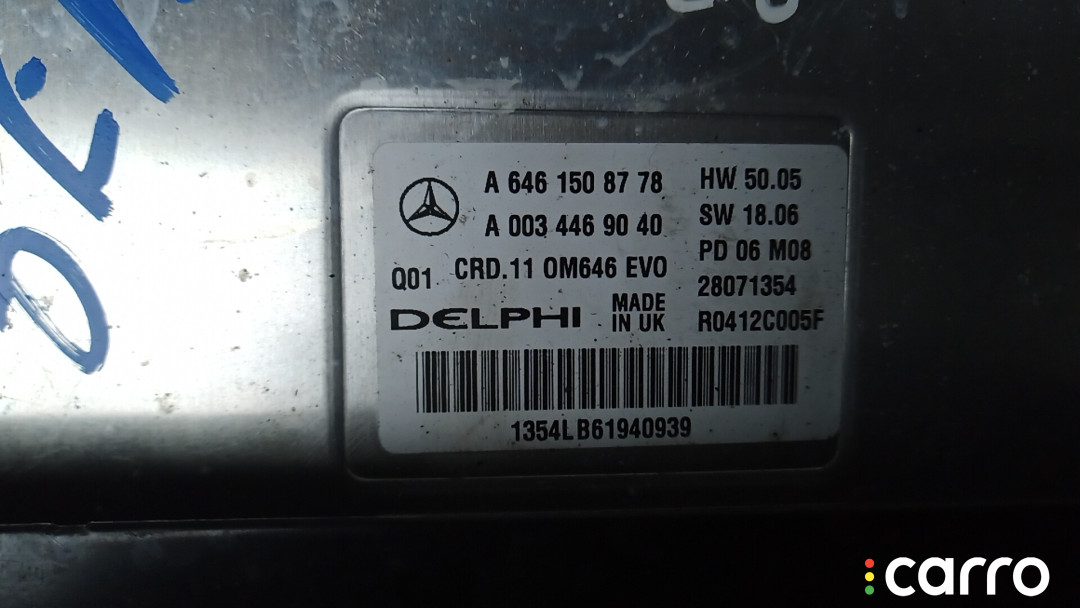 A 646 150 87 78
A 003 446 90 40
Q01 CRD.11 OM646 EVO
DELPHI MADE IN UK
HW 50.05
SW 18.06
PD 06 M08
28071354
R0412C005F
1354LB61940939
carro